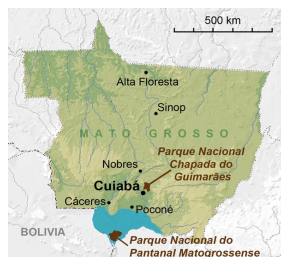 500 km
Alta Floresta
Sinop
MATO GROSSO
Nobres
Parque Nacional
Chapada do
Guimarães
Cuiabá
Cáceres
Poconé
BOLIVIA
Parque Nacional do
Pantanal Matogrossense